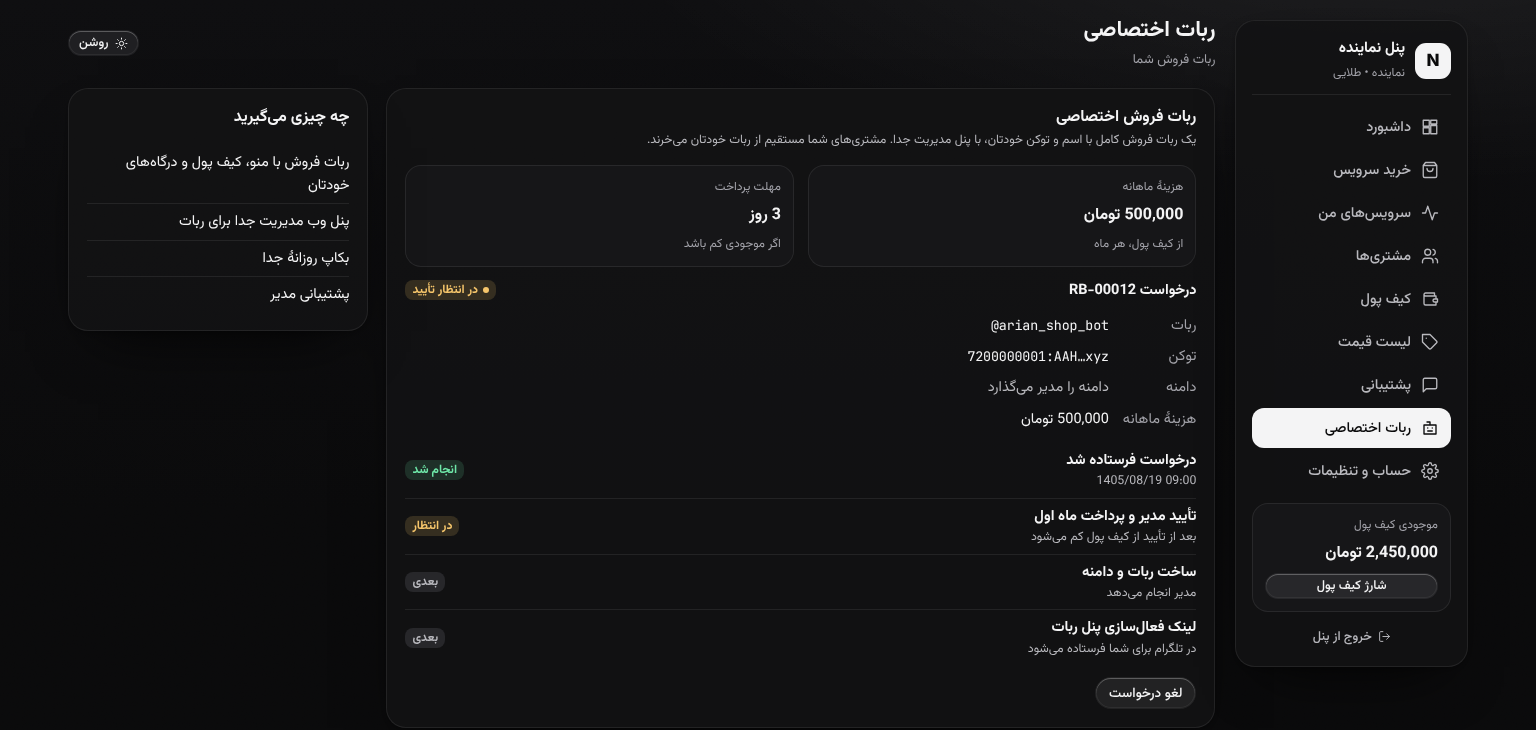 N
پنل نماینده
نماینده • طلایی
داشبورد
خرید سرویس
سرویس‌های من
مشتری‌ها
کیف پول
لیست قیمت
پشتیبانی
ربات اختصاصی
حساب و تنظیمات
موجودی کیف پول
2,450,000 تومان
شارژ کیف پول
خروج از پنل
ربات اختصاصی
ربات فروش شما
روشن
ربات فروش اختصاصی
یک ربات فروش کامل با اسم و توکن خودتان، با پنل مدیریت جدا. مشتری‌های شما مستقیم از ربات خودتان می‌خرند.
هزینهٔ ماهانه
500,000 تومان
از کیف پول، هر ماه
مهلت پرداخت
3 روز
اگر موجودی کم باشد
درخواست RB-00012
در انتظار تأیید
ربات @arian_shop_bot
توکن 7200000001:AAH…xyz
دامنه دامنه را مدیر می‌گذارد
هزینهٔ ماهانه 500,000 تومان
درخواست فرستاده شد
1405/08/19 09:00
انجام شد
تأیید مدیر و پرداخت ماه اول
بعد از تأیید از کیف پول کم می‌شود
در انتظار
ساخت ربات و دامنه
مدیر انجام می‌دهد
بعدی
لینک فعال‌سازی پنل ربات
در تلگرام برای شما فرستاده می‌شود
بعدی
لغو درخواست
چه چیزی می‌گیرید
ربات فروش با منو، کیف پول و درگاه‌های
خودتان
پنل وب مدیریت جدا برای ربات
بکاپ روزانهٔ جدا
پشتیبانی مدیر